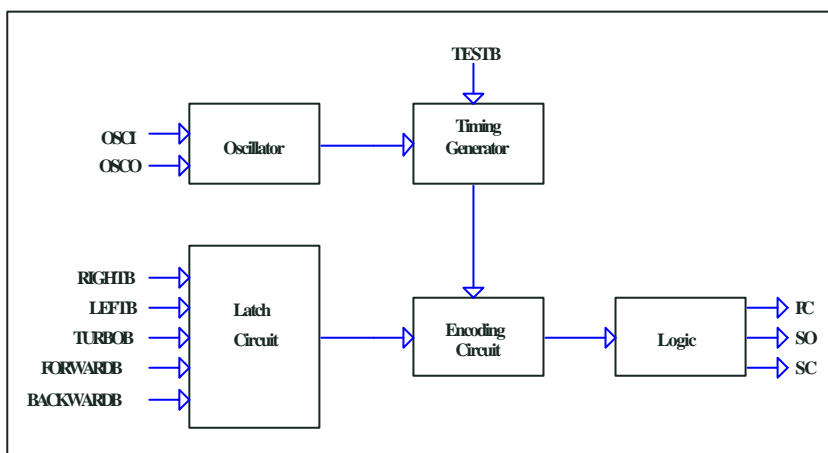 TESTB
OSCI
OSCO
Oscillator
Timing
Generator
RIGHTB
LEFTB
TURBOB
FORWARDB
BACKWARDB
Latch
Circuit
Encoding
Circuit
Logic
PC
SO
SC